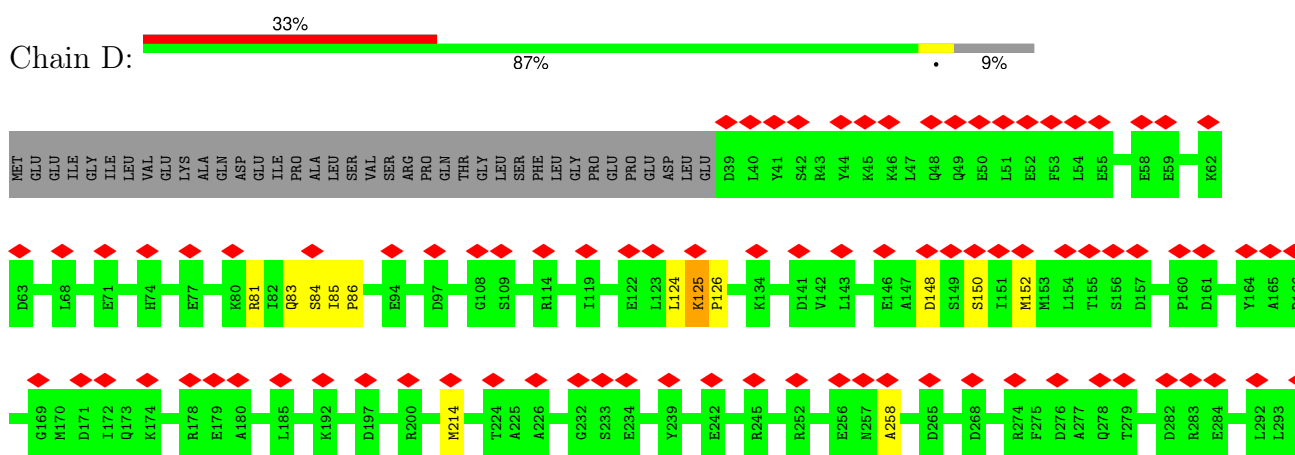 33%
Chain D:
87% • 9%
MET GLU GLU ILE GLY ILE LEU VAL GLU LYS ALA GLN ASP GLU ILE PRO ALA LEU SER VAL SER ARG PRO GLN THR GLY LEU SER PHE LEU GLY PRO GLU PRO GLU ASP LEU GLU D39 L40 Y41 S42 R43 Y44 K45 K46 L47 Q48 Q49 E50 L51 E52 F53 L54 E55 E58 E59 K62
D63 L68 E71 H74 E77 K80 R81 I82 Q83 S84 I85 P86 E94 D97 G108 S109 R114 I119 E122 L123 L124 K125 P126 K134 D141 V142 L143 E146 A147 D148 S149 S150 I151 M152 M153 L154 T155 S156 D157 P160 D161 Y164 A165
G169 M170 D171 I172 Q173 K174 R178 E179 A180 L185 K192 D197 R200 M214 T224 A225 A226 G232 S233 E234 Y239 E242 R245 R252 E256 N257 A258 D265 D268 R274 F275 D276 A277 Q278 T279 D282 R283 E284 L292 L293